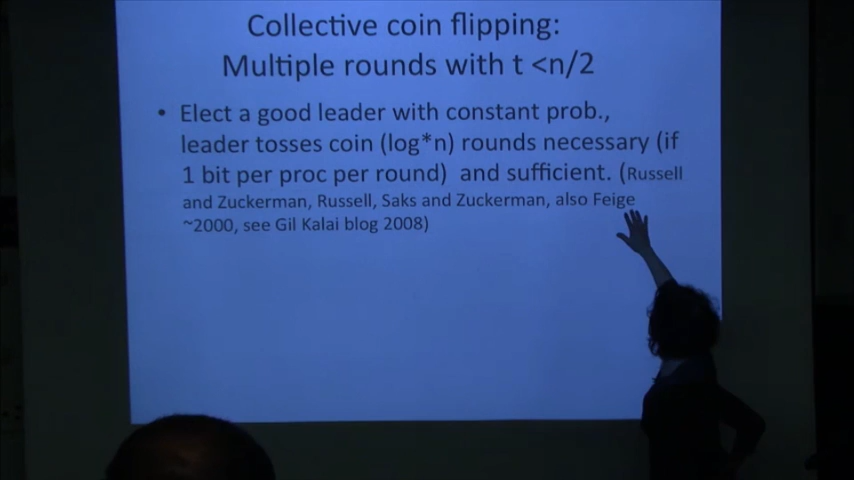 Collective coin flipping:
Multiple rounds with t <n/2
• Elect a good leader with constant prob.,
leader tosses coin (log*n) rounds necessary (if
1 bit per proc per round) and sufficient. (Russell
and Zuckerman, Russell, Saks and Zuckerman, also Feige
~2000, see Gil Kalai blog 2008)